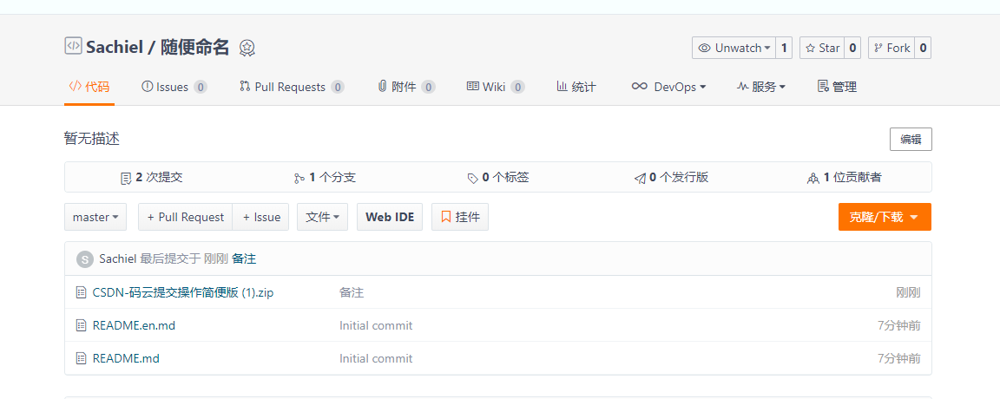 Sachiel / 随便命名
Unwatch 1 Star 0 Fork 0
代码 Issues 0 Pull Requests 0 附件 0 Wiki 0 统计 DevOps 服务 管理
暂无描述 编辑
2 次提交 1 个分支 0 个标签 0 个发行版 1 位贡献者
master + Pull Request + Issue 文件 Web IDE 挂件 克隆/下载
S Sachiel 最后提交于 刚刚 备注
CSDN-码云提交操作简便版 (1).zip 备注 刚刚
README.en.md Initial commit 7分钟前
README.md Initial commit 7分钟前